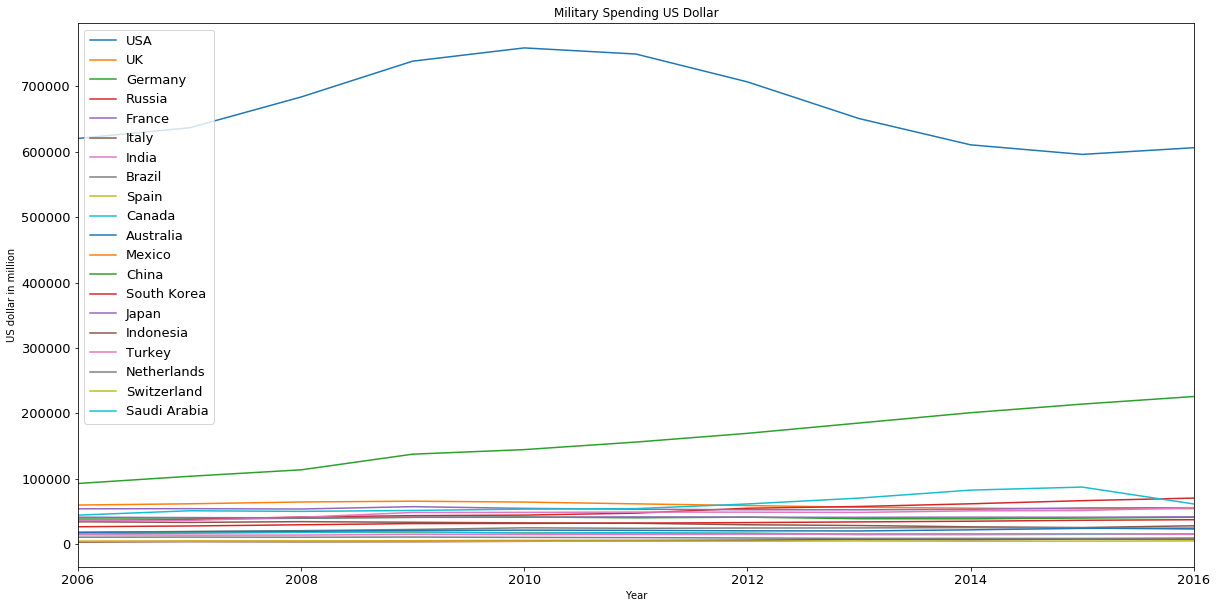 Military Spending US Dollar
USA
UK
Germany
Russia
France
Italy
India
Brazil
Spain
Canada
Australia
Mexico
China
South Korea
Japan
Indonesia
Turkey
Netherlands
Switzerland
Saudi Arabia
700000
600000
500000
400000
300000
200000
100000
0
US dollar in million
2006 2008 2010 2012 2014 2016
Year